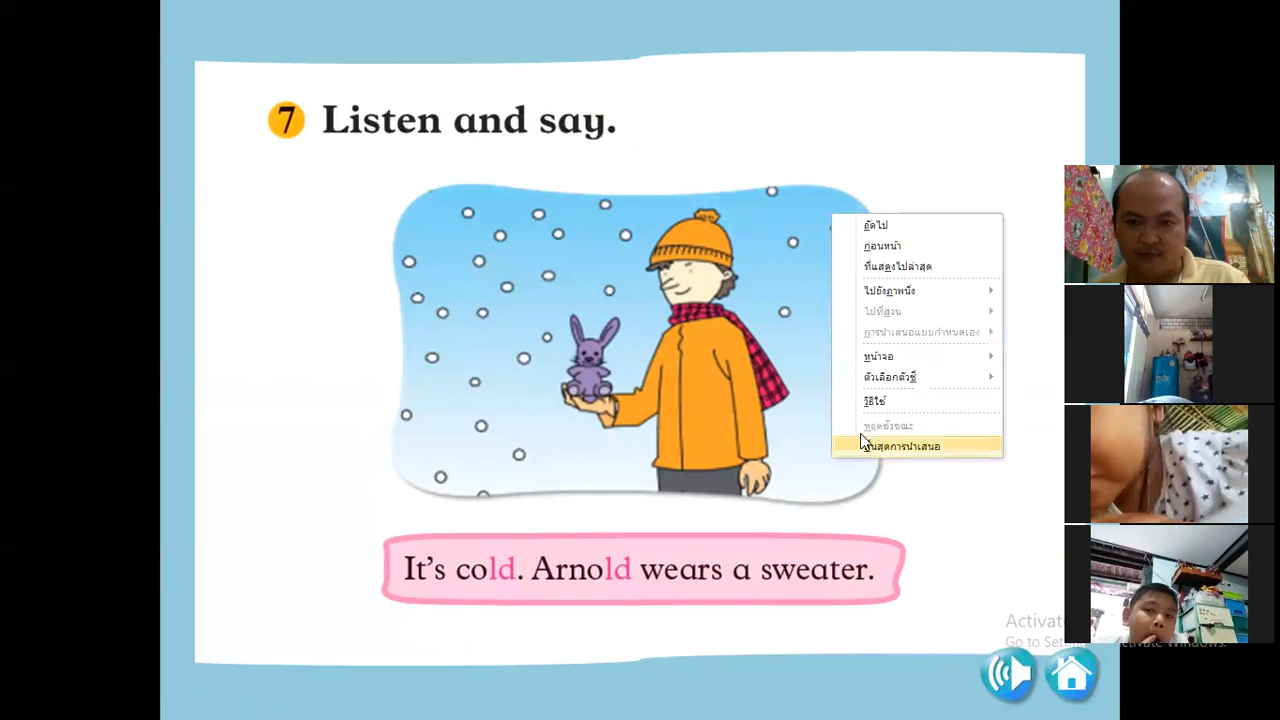 7 Listen and say.
ถัดไป
ก่อนหน้า
ที่แสดงไปล่าสุด
ไปยังภาพนิ่ง
ไปที่ส่วน
การนำเสนอแบบกำหนดเอง
หน้าจอ
ตัวเลือกตัวชี้
วิธีใช้
หยุดชั่วขณะ
สิ้นสุดการนำเสนอ
It's cold. Arnold wears a sweater.
Activate
Go to Settings to activate Windows.